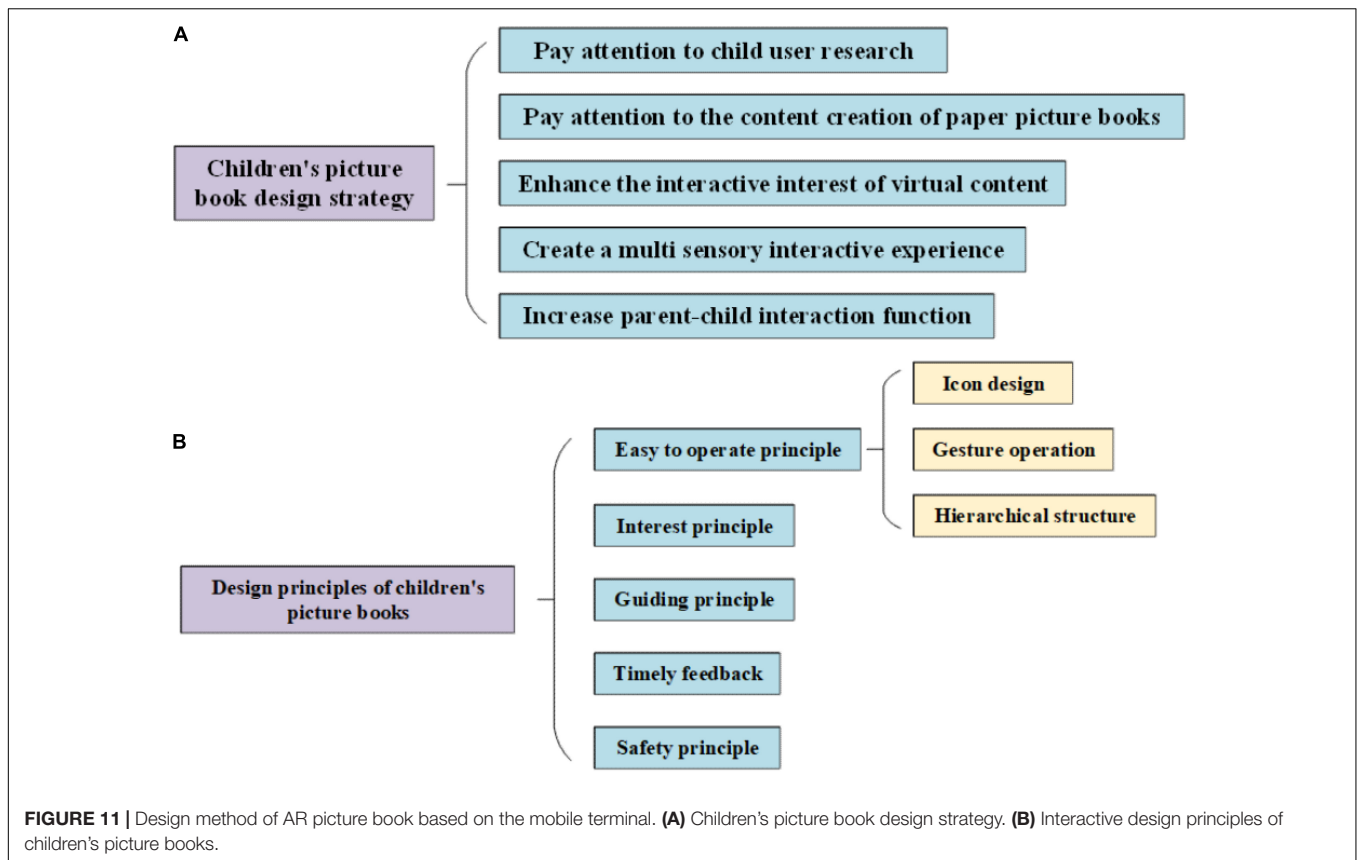 A
Pay attention to child user research
Pay attention to the content creation of paper picture books
Children's picture
book design strategy
Enhance the interactive interest of virtual content
Create a multi sensory interactive experience
Increase parent-child interaction function
B
Icon design
Easy to operate principle
Gesture operation
Hierarchical structure
Interest principle
Design principles of children's
picture books
Guiding principle
Timely feedback
Safety principle
FIGURE 11 | Design method of AR picture book based on the mobile terminal. (A) Children’s picture book design strategy. (B) Interactive design principles of
children’s picture books.